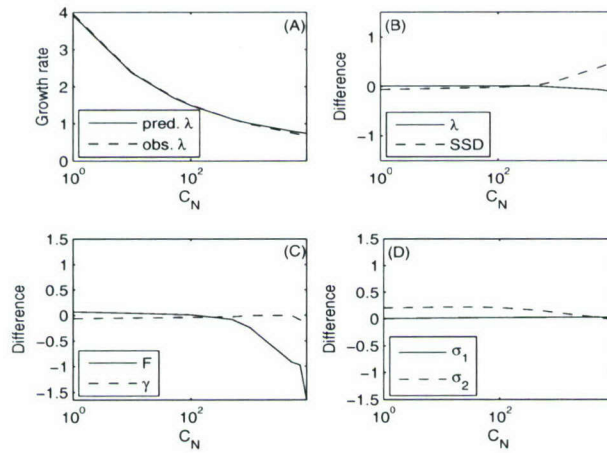 (A)
Growth rate
4
3
2
1
0
pred. λ
obs. λ
10^0
10^2
C_N
(B)
Difference
1
0
-1
λ
SSD
10^0
10^2
C_N
(C)
Difference
1.5
1
0.5
0
-0.5
-1
-1.5
F
γ
10^0
10^2
C_N
(D)
Difference
1.5
1
0.5
0
-0.5
-1
-1.5
σ_1
σ_2
10^0
10^2
C_N